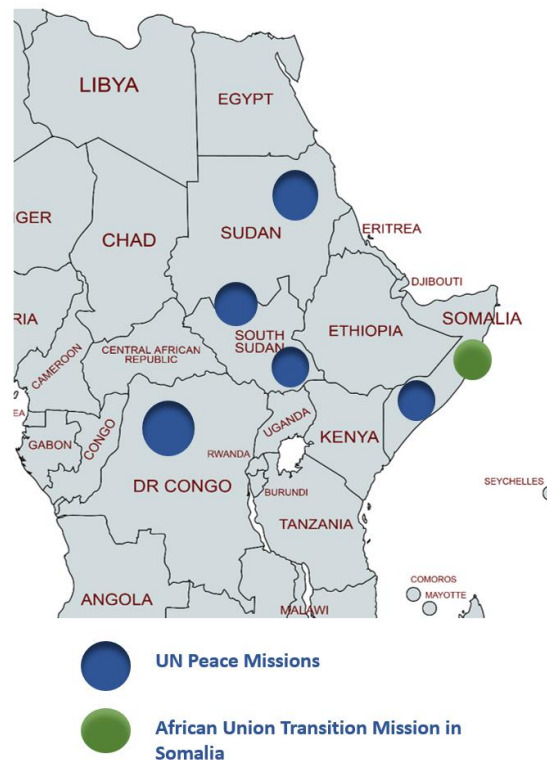 LIBYA
EGYPT
IGER
CHAD
SUDAN
ERITREA
DJIBOUTI
RIA
SOUTH
SUDAN
ETHIOPIA
SOMALIA
CAMEROON
CENTRAL AFRICAN
REPUBLIC
EA
GABON
CONGO
UGANDA
KENYA
RWANDA
DR CONGO
BURUNDI
SEYCHELLES
TANZANIA
COMOROS
MAYOTTE
ANGOLA
MALAWI
UN Peace Missions
African Union Transition Mission in
Somalia